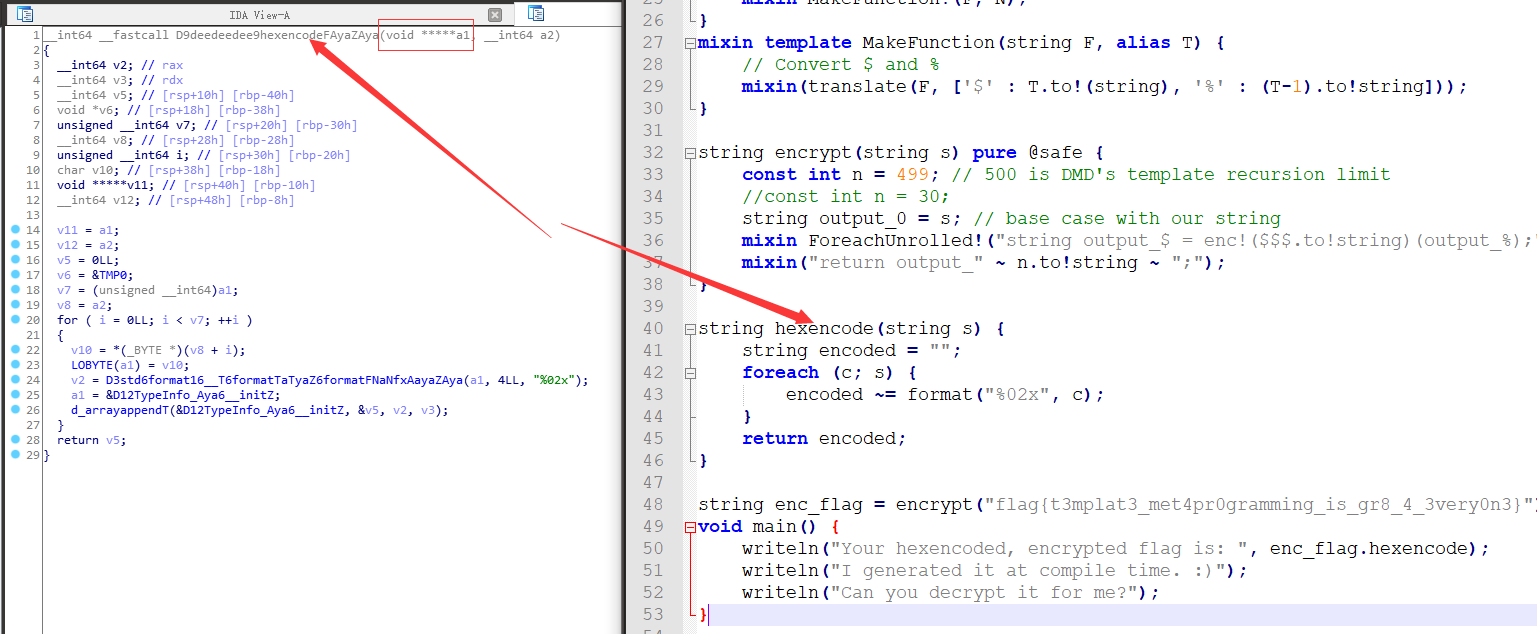 IDA View-A
1 __int64 __fastcall D9deedeedee9hexencodeFAyaZAya(void *****a1, __int64 a2)
2 {
3 __int64 v2; // rax
4 __int64 v3; // rdx
5 __int64 v5; // [rsp+10h] [rbp-40h]
6 void *v6; // [rsp+18h] [rbp-38h]
7 unsigned __int64 v7; // [rsp+20h] [rbp-30h]
8 __int64 v8; // [rsp+28h] [rbp-28h]
9 unsigned __int64 i; // [rsp+30h] [rbp-20h]
10 char v10; // [rsp+38h] [rbp-18h]
11 void *****v11; // [rsp+40h] [rbp-10h]
12 __int64 v12; // [rsp+48h] [rbp-8h]
13
14 v11 = a1;
15 v12 = a2;
16 v5 = 0LL;
17 v6 = &TMP0;
18 v7 = (unsigned __int64)a1;
19 v8 = a2;
20 for ( i = 0LL; i < v7; ++i )
21 {
22 v10 = *(_BYTE *)(v8 + i);
23 LOBYTE(a1) = v10;
24 v2 = D3std6format16__T6formatTaTyaZ6formatFNaNfxAayaZAya(a1, 4LL, "%02x");
25 a1 = &D12TypeInfo_Aya6__initZ;
26 d_arrayappendT(&D12TypeInfo_Aya6__initZ, &v5, v2, v3);
27 }
28 return v5;
29 }
26 }
27 mixin template MakeFunction(string F, alias T) {
28 // Convert $ and %
29 mixin(translate(F, ['$' : T.to!(string), '%' : (T-1).to!string]));
30 }
31
32 string encrypt(string s) pure @safe {
33 const int n = 499; // 500 is DMD's template recursion limit
34 //const int n = 30;
35 string output_0 = s; // base case with our string
36 mixin ForeachUnrolled!("string output_$ = enc!($$$.to!string)(output_%);"
37 mixin("return output_" ~ n.to!string ~ ";");
38 }
39
40 string hexencode(string s) {
41 string encoded = "";
42 foreach (c; s) {
43 encoded ~= format("%02x", c);
44 }
45 return encoded;
46 }
47
48 string enc_flag = encrypt("flag{t3mplat3_met4pr0gramming_is_gr8_4_3very0n3}"
49 void main() {
50 writeln("Your hexencoded, encrypted flag is: ", enc_flag.hexencode);
51 writeln("I generated it at compile time. :)");
52 writeln("Can you decrypt it for me?");
53 }